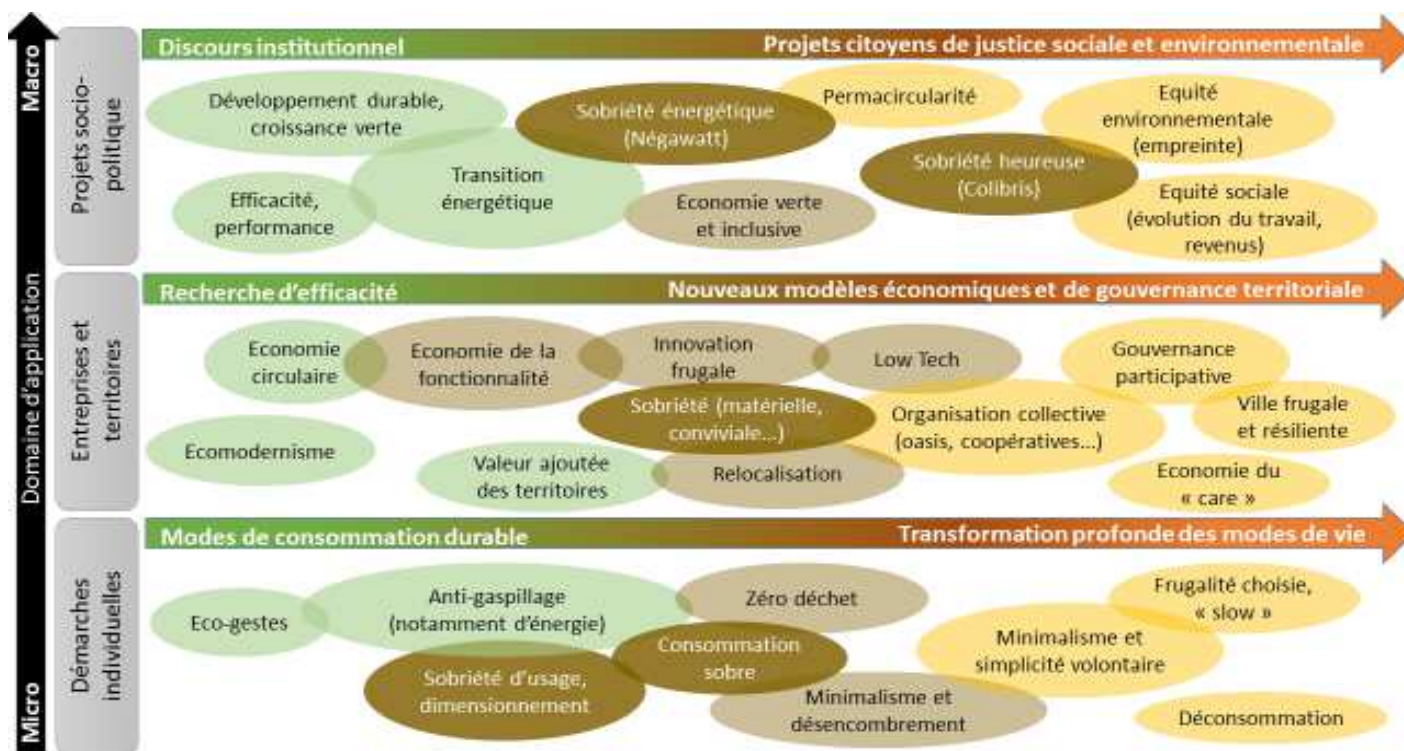 Macro
Domaine d'application
Micro
Projets socio-
politique
Discours institutionnel
Projets citoyens de justice sociale et environnementale
Développement durable,
croissance verte
Sobriété énergétique
(Négawatt)
Permacircularité
Equité
environnementale
(empreinte)
Transition
énergétique
Sobriété heureuse
(Colibris)
Efficacité,
performance
Economie verte
et inclusive
Equité sociale
(évolution du travail,
revenus)
Entreprises et
territoires
Recherche d'efficacité
Nouveaux modèles économiques et de gouvernance territoriale
Economie
circulaire
Economie de la
fonctionnalité
Innovation
frugale
Low Tech
Gouvernance
participative
Sobriété (matérielle,
conviviale...)
Organisation collective
(oasis, coopératives...)
Ville frugale
et résiliente
Ecomodernisme
Valeur ajoutée
des territoires
Relocalisation
Economie du
« care »
Démarches
individuelles
Modes de consommation durable
Transformation profonde des modes de vie
Eco-gestes
Anti-gaspillage
(notamment d'énergie)
Zéro déchet
Frugalité choisie,
« slow »
Consommation
sobre
Minimalisme et
simplicité volontaire
Sobriété d'usage,
dimensionnement
Minimalisme et
désencombrement
Déconsommation